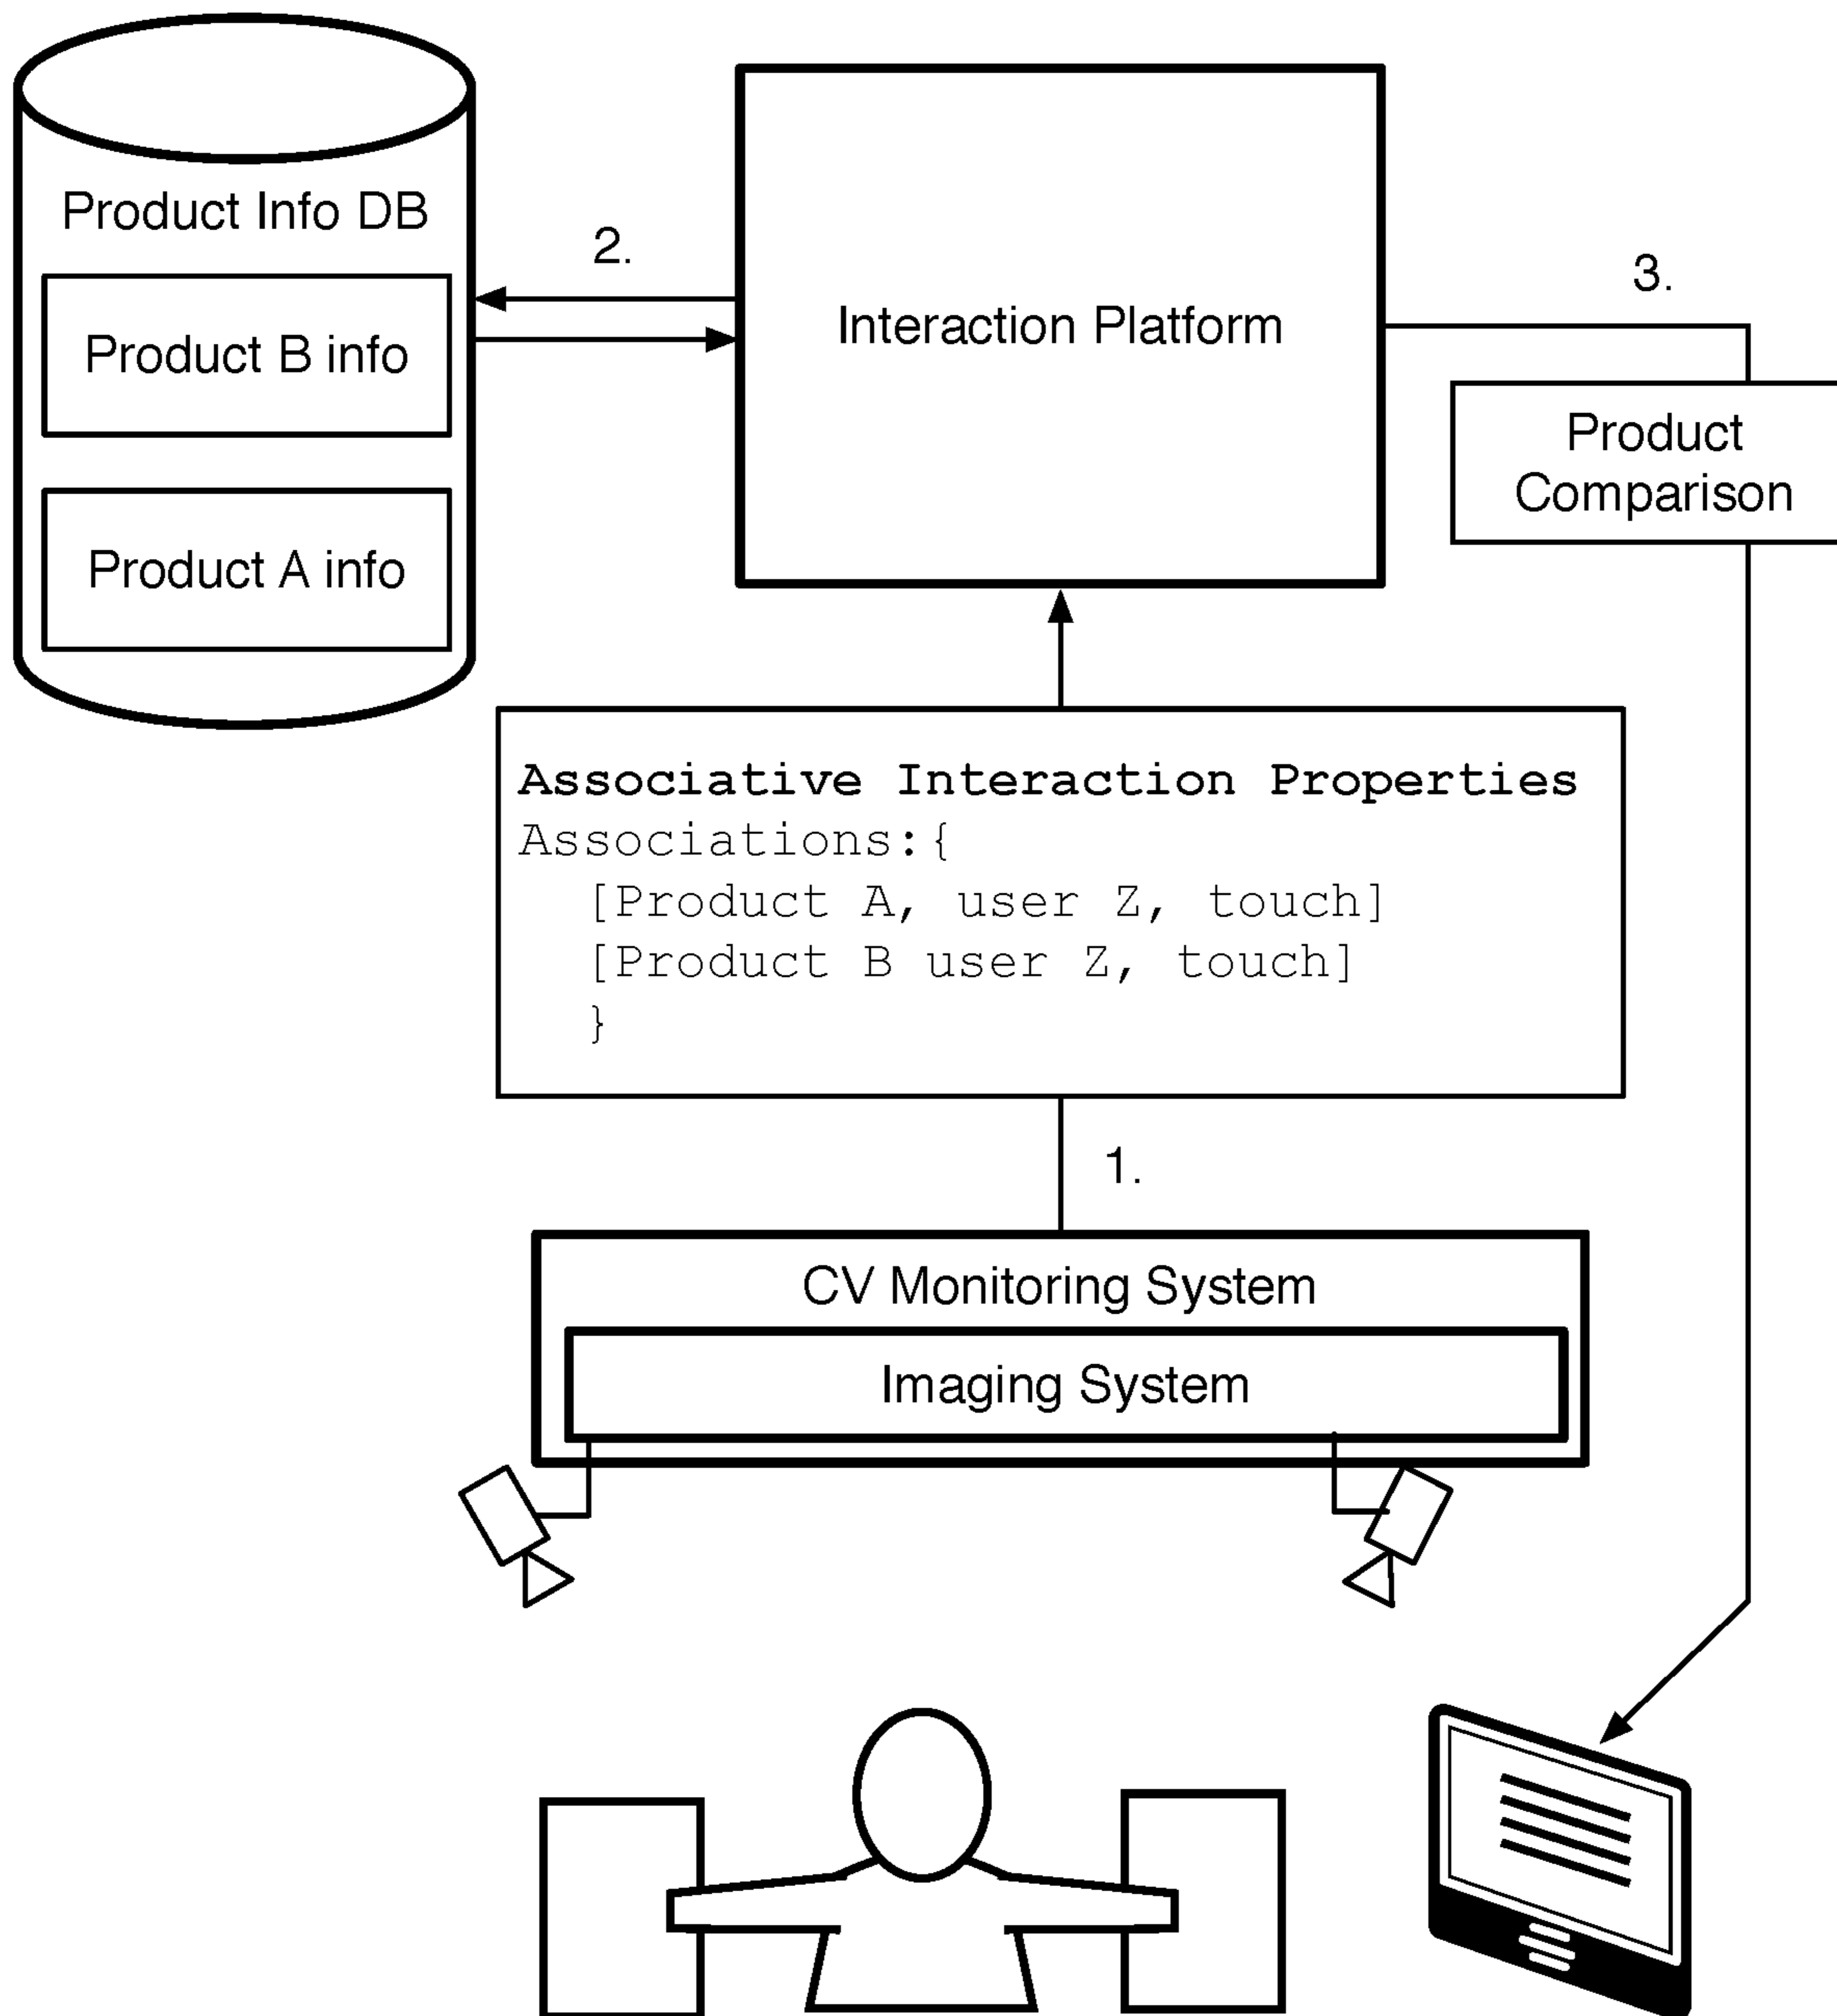 Product Info DB
Product B info
Product A info
2.
Interaction Platform
3.
Product
Comparison
Associative Interaction Properties
Associations:{
[Product A, user Z, touch]
[Product B user Z, touch]
}
1.
CV Monitoring System
Imaging System